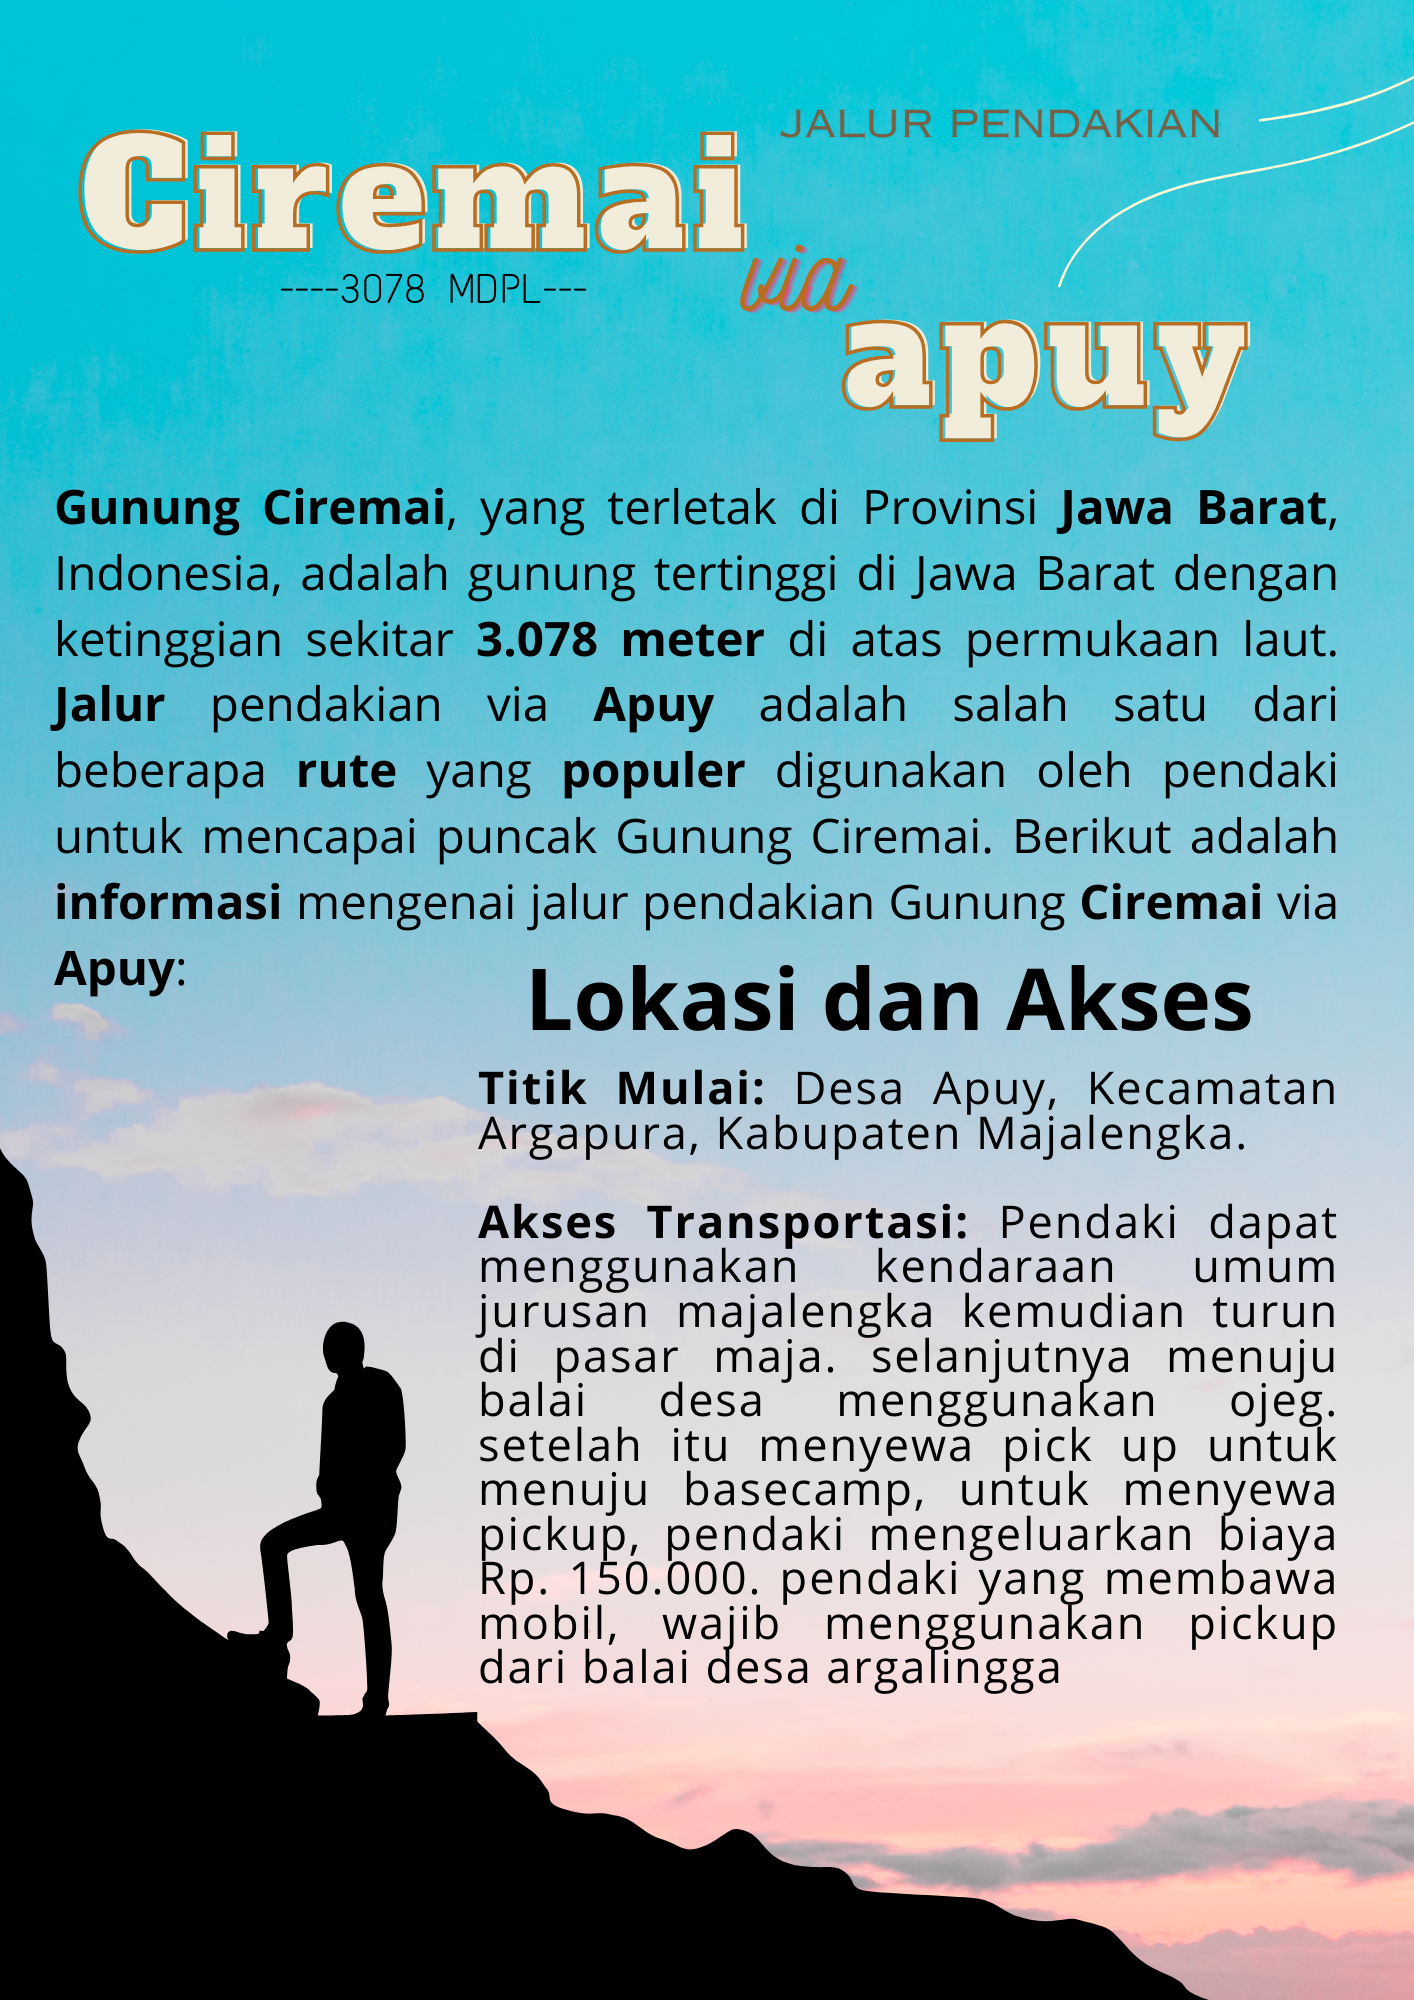 JALUR PENDAKIAN
Ciremai
----3078 MDPL---
via
apuy
Gunung Ciremai, yang terletak di Provinsi Jawa Barat,
Indonesia, adalah gunung tertinggi di Jawa Barat dengan
ketinggian sekitar 3.078 meter di atas permukaan laut.
Jalur pendakian via Apuy adalah salah satu dari
beberapa rute yang populer digunakan oleh pendaki
untuk mencapai puncak Gunung Ciremai. Berikut adalah
informasi mengenai jalur pendakian Gunung Ciremai via
Apuy:
Lokasi dan Akses
Titik Mulai: Desa Apuy, Kecamatan
Argapura, Kabupaten Majalengka.
Akses Transportasi: Pendaki dapat
menggunakan kendaraan umum
jurusan majalengka kemudian turun
di pasar maja. selanjutnya menuju
balai desa menggunakan ojeg.
setelah itu menyewa pick up untuk
menuju basecamp, untuk menyewa
pickup, pendaki mengeluarkan biaya
Rp. 150.000. pendaki yang membawa
mobil, wajib menggunakan pickup
dari balai desa argalingga